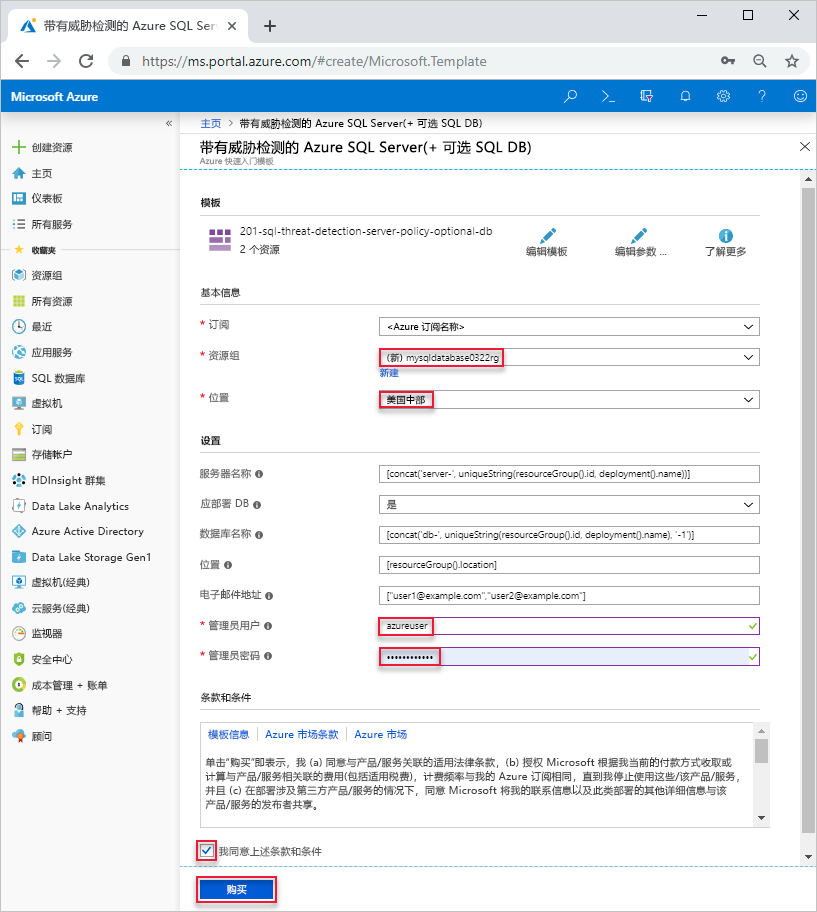 带有威胁检测的 Azure SQL Ser
https://ms.portal.azure.com/#create/Microsoft.Template
Microsoft Azure
主页 > 带有威胁检测的 Azure SQL Server(+ 可选 SQL DB)
带有威胁检测的 Azure SQL Server(+ 可选 SQL DB)
Azure 快速入门模板
创建资源
主页
仪表板
所有服务
收藏夹
资源组
所有资源
最近
应用服务
SQL 数据库
虚拟机
订阅
存储帐户
HDInsight 群集
Data Lake Analytics
Azure Active Directory
Data Lake Storage Gen1
虚拟机(经典)
云服务(经典)
监视器
安全中心
成本管理 + 账单
帮助 + 支持
顾问
模板
201-sql-threat-detection-server-policy-optional-db
2 个资源
编辑模板
编辑参数 ...
了解更多
基本信息
* 订阅
<Azure 订阅名称>
* 资源组
(新) mysqldatabase0322rg
新建
* 位置
美国中部
设置
服务器名称
[concat('server-', uniqueString(resourceGroup().id, deployment().name))]
应部署 DB
是
数据库名称
[concat('db-', uniqueString(resourceGroup().id, deployment().name), '-1')]
位置
[resourceGroup().location]
电子邮件地址
["user1@example.com","user2@example.com"]
* 管理员用户
azureuser
* 管理员密码
••••••••••••
条款和条件
模板信息 | Azure 市场条款 | Azure 市场
单击“购买”即表示，我 (a) 同意与产品/服务关联的适用法律条款，(b) 授权 Microsoft 根据我当前的付款方式收取或
计算与产品/服务相关联的费用(包括适用税费)，计费频率与我的 Azure 订阅相同，直到我停止使用这些/该产品/服务，
并且 (c) 在部署涉及第三方产品/服务的情况下，同意 Microsoft 将我的联系信息以及此类部署的其他详细信息与该
产品/服务的发布者共享。
我同意上述条款和条件
购买